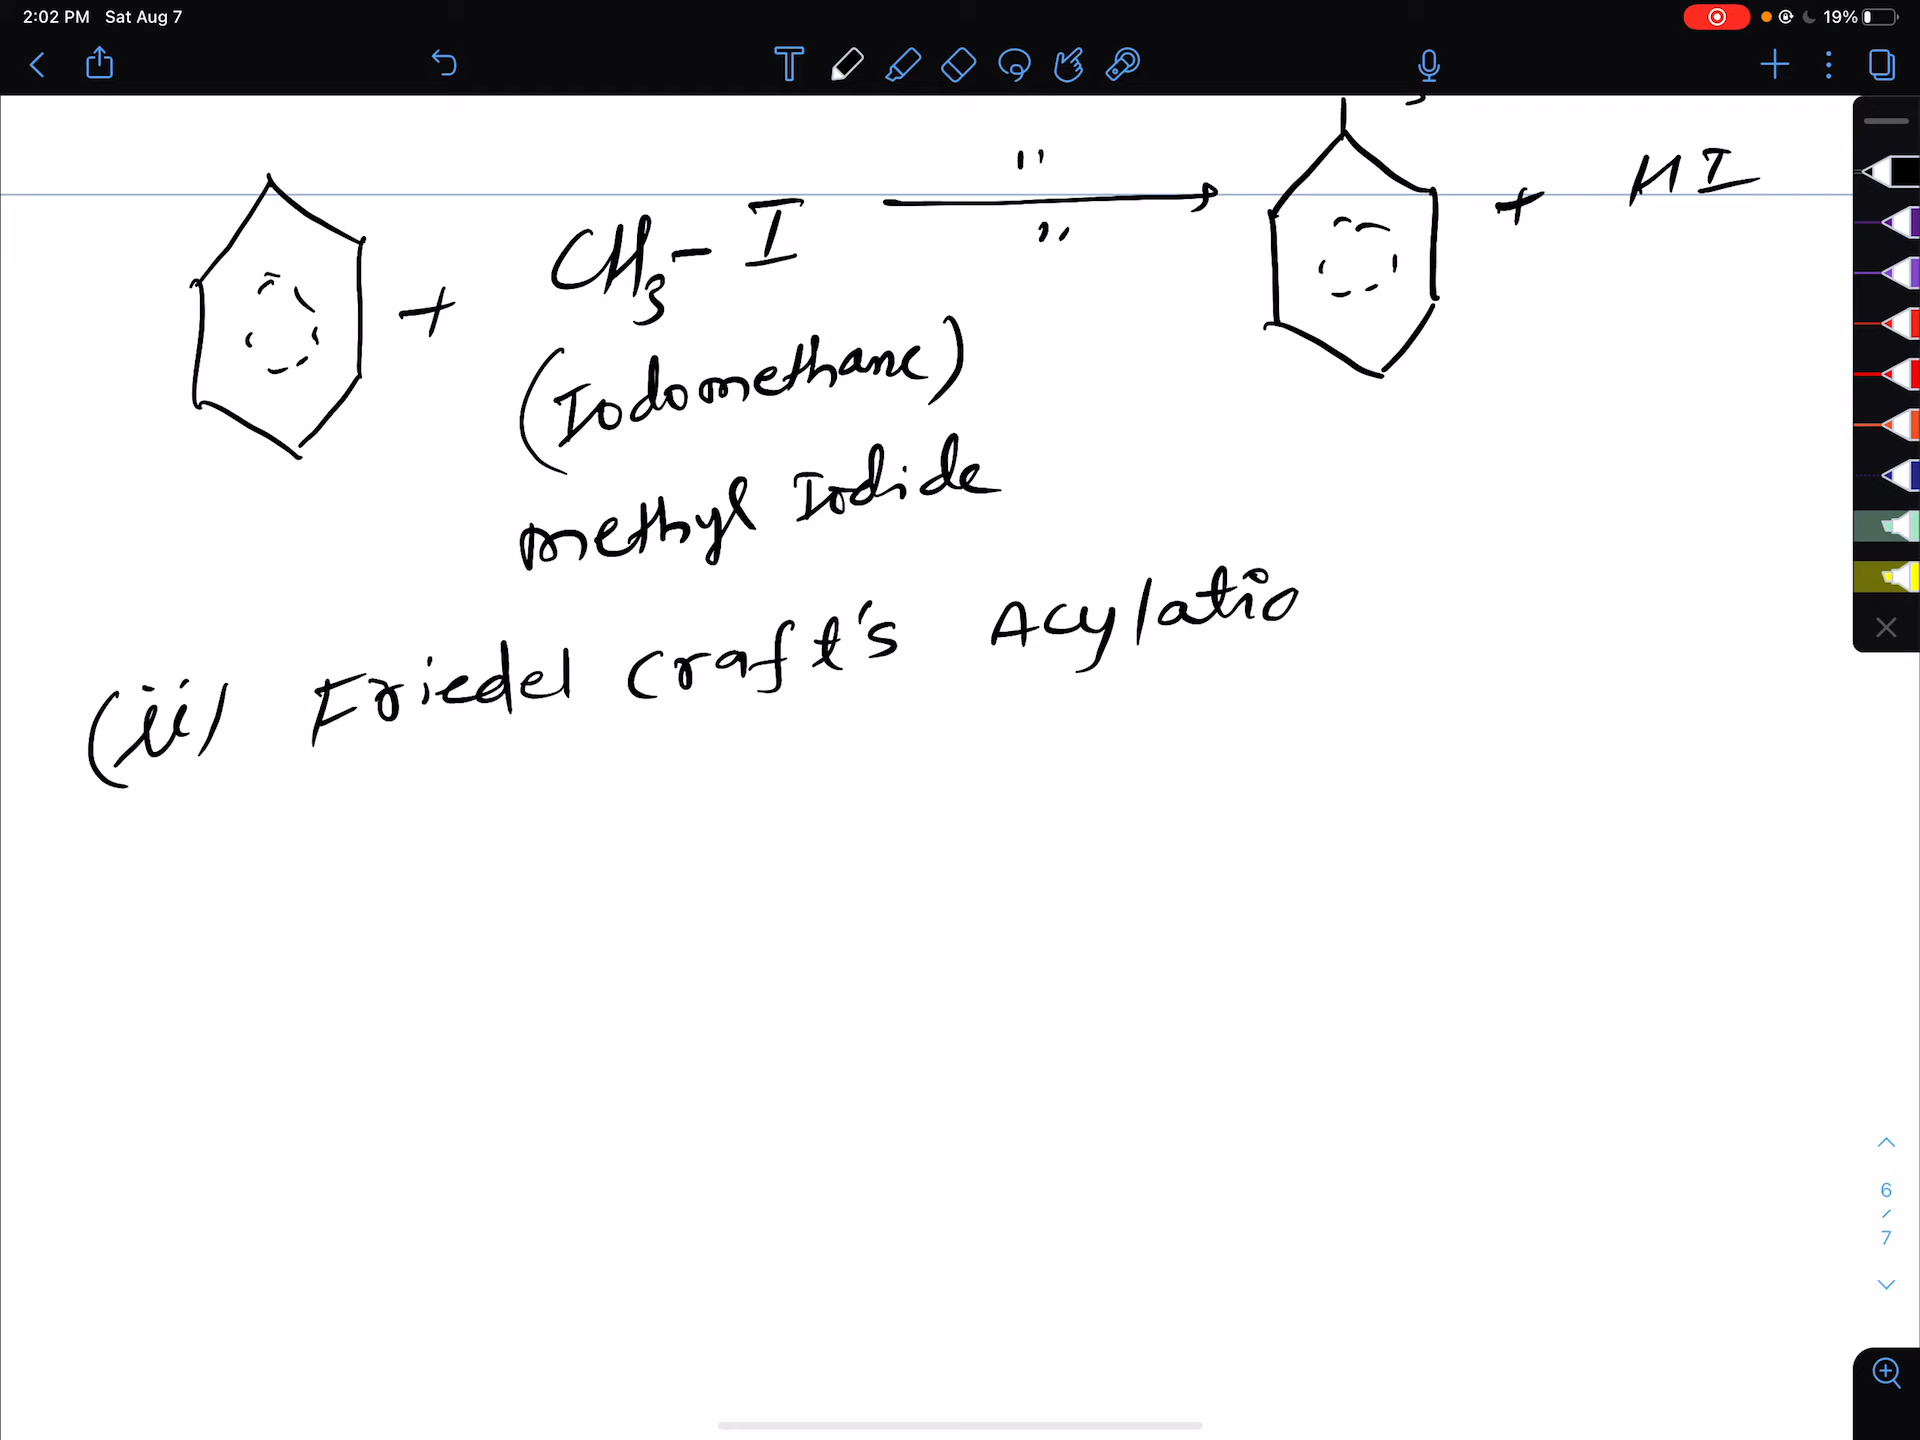 2:02 PM Sat Aug 7
19%
" 
CH3 - I + HI
"
+
(Iodomethane)
methyl Iodide
(ii) Friedel craft's Acylatio
6
/
7